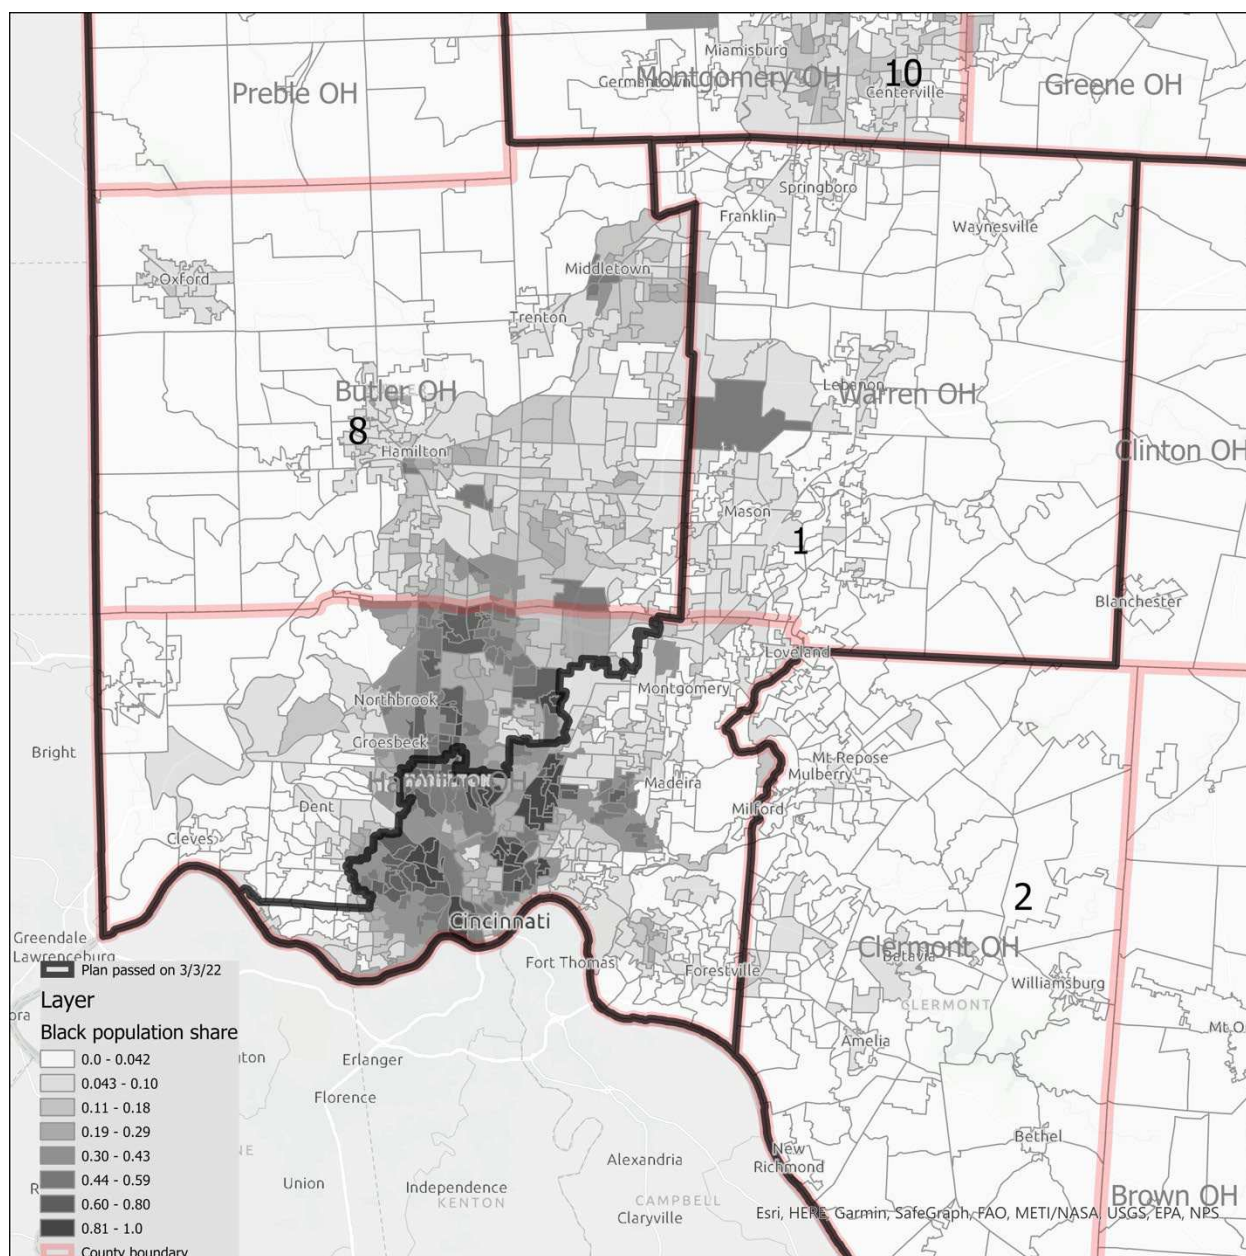 Miamisburg
10
Germantown
Montgomery OH
Centerville
Preble OH
Greene OH
Springboro
Franklin
Waynesville
Middletown
Oxford
Trenton
Butler OH
Lebanon
Warren OH
8
Hamilton
Clinton OH
Mason
1
Blanchester
Loveland
Montgomery
Northbrook
Groesbeck
Bright
Mt Repose
Mulberry
HAMILTON
Madeira
Dent
Milford
Cleves
2
Cincinnati
Greendale
Lawrenceburg
Clermont OH
Batavia
Fort Thomas
Forestville
Williamsburg
CLERMONT
Plan passed on 3/3/22
Layer
Black population share
0.0 - 0.042
0.043 - 0.10
0.11 - 0.18
0.19 - 0.29
0.30 - 0.43
0.44 - 0.59
0.60 - 0.80
0.81 - 1.0
County boundary
Erlanger
Amelia
Florence
Bethel
New
Richmond
Alexandria
Union
Independence
KENTON
CAMPBELL
Claryville
Brown OH
Esri, HERE, Garmin, SafeGraph, FAO, METI/NASA, USGS, EPA, NPS